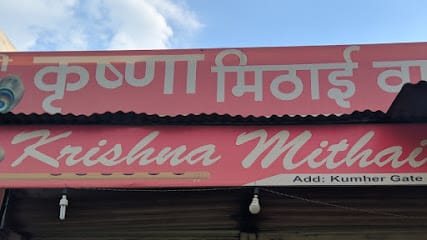 कृष्णा मिठाई वा
Krishna Mithai
Add: Kumher Gate